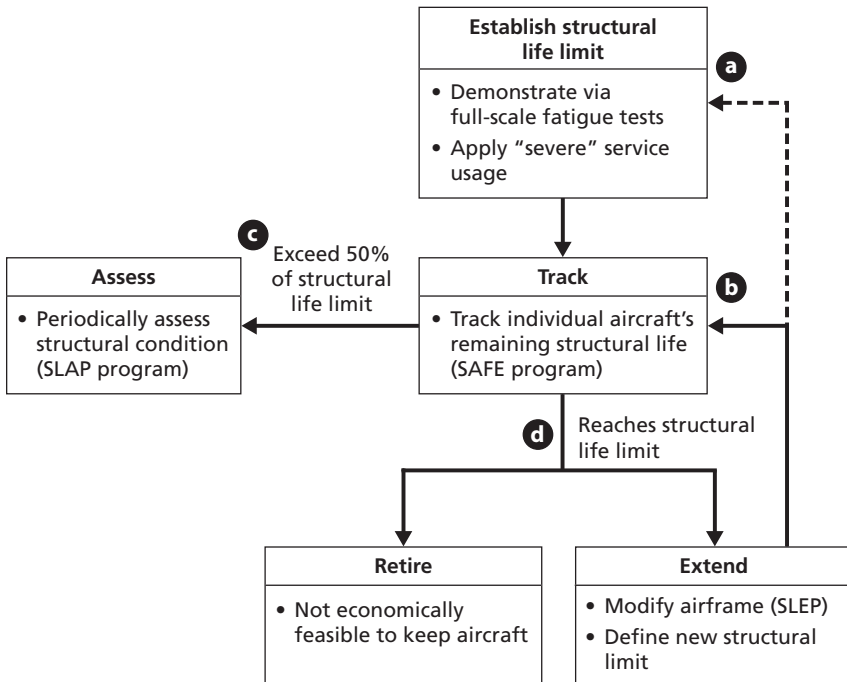 Establish structural
life limit
• Demonstrate via
full-scale fatigue tests
• Apply “severe” service
usage
a
c
Exceed 50%
of structural
life limit
Assess
• Periodically assess
structural condition
(SLAP program)
Track
• Track individual aircraft’s
remaining structural life
(SAFE program)
b
d
Reaches structural
life limit
Retire
• Not economically
feasible to keep aircraft
Extend
• Modify airframe (SLEP)
• Define new structural
limit